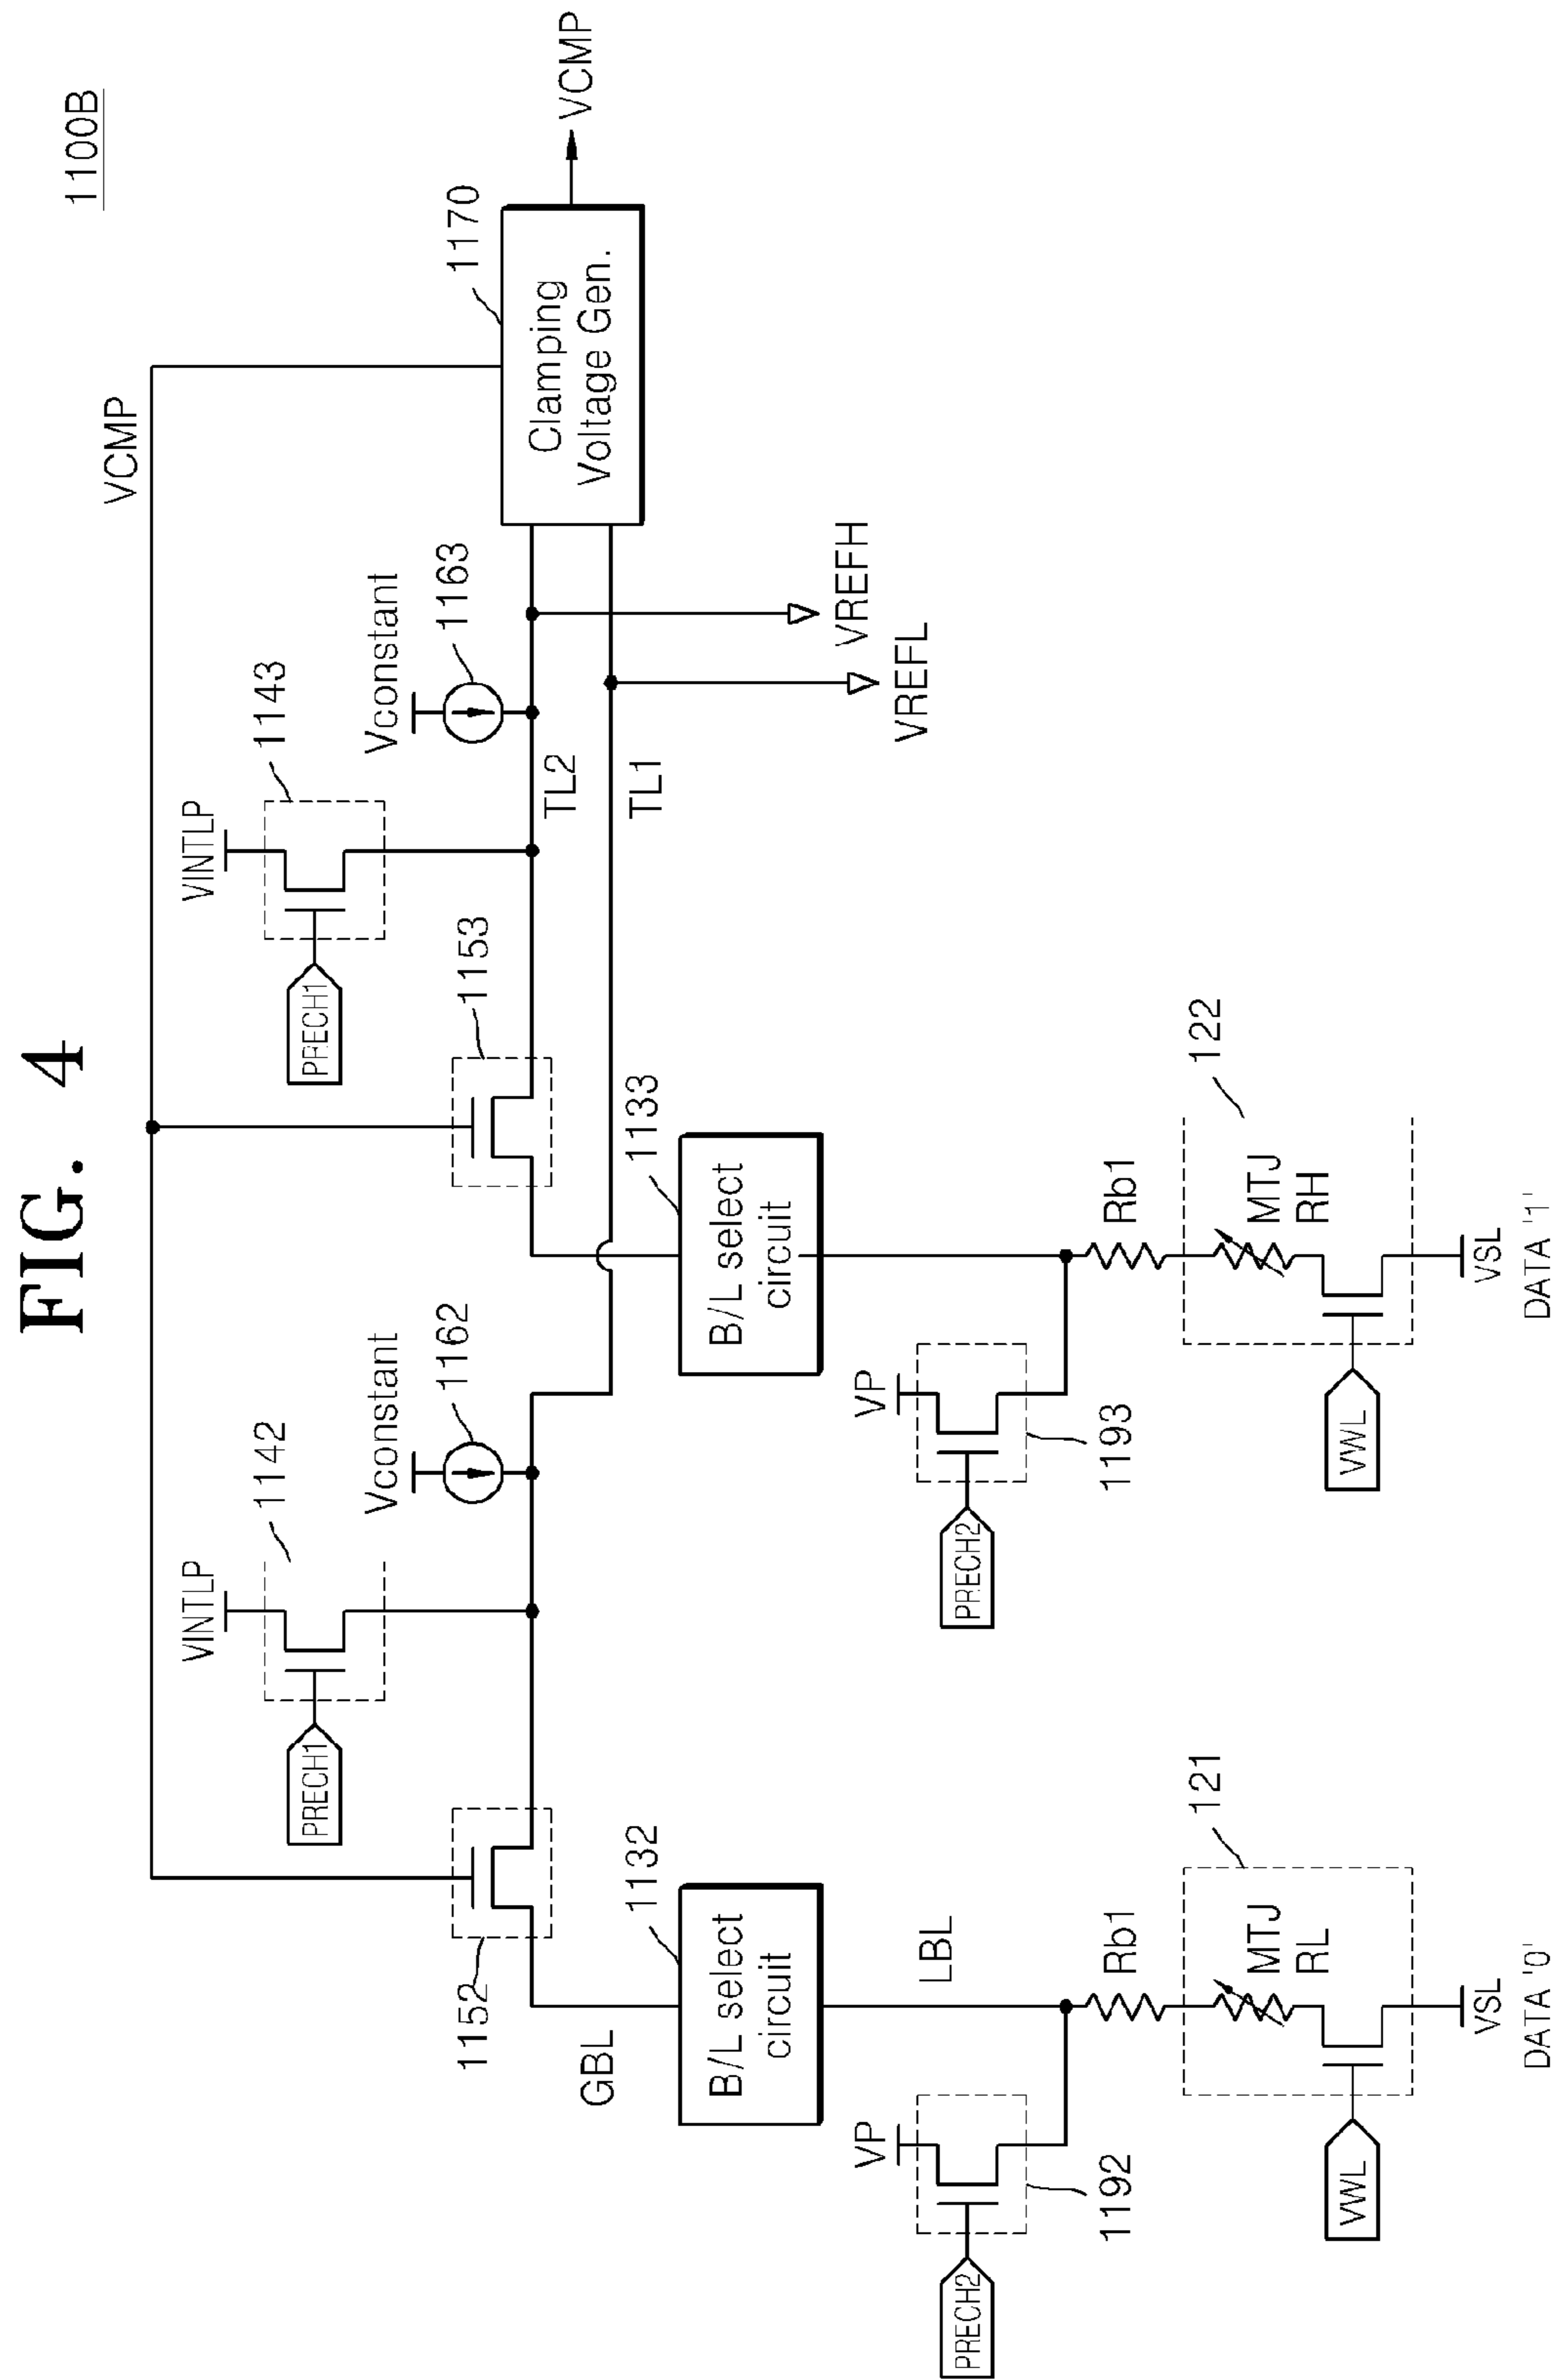 FIG. 4
1100B
VCMP
VINTLP
1142
VINTLP
1143
PRECH1
PRECH1
Vconstant
1162
Vconstant
1163
1170
VCMP
1152
1153
Clamping
Voltage Gen.
TL2
TL1
GBL
1132
1133
B/L select
circuit
B/L select
circuit
VREFH
VREFL
VP
LBL
VP
PRECH2
PRECH2
1192
Rb1
1193
Rb1
121
122
MTJ
RL
MTJ
RH
VWL
VWL
VSL
VSL
DATA '0'
DATA '1'